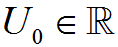 U₀ ∈ ℝ